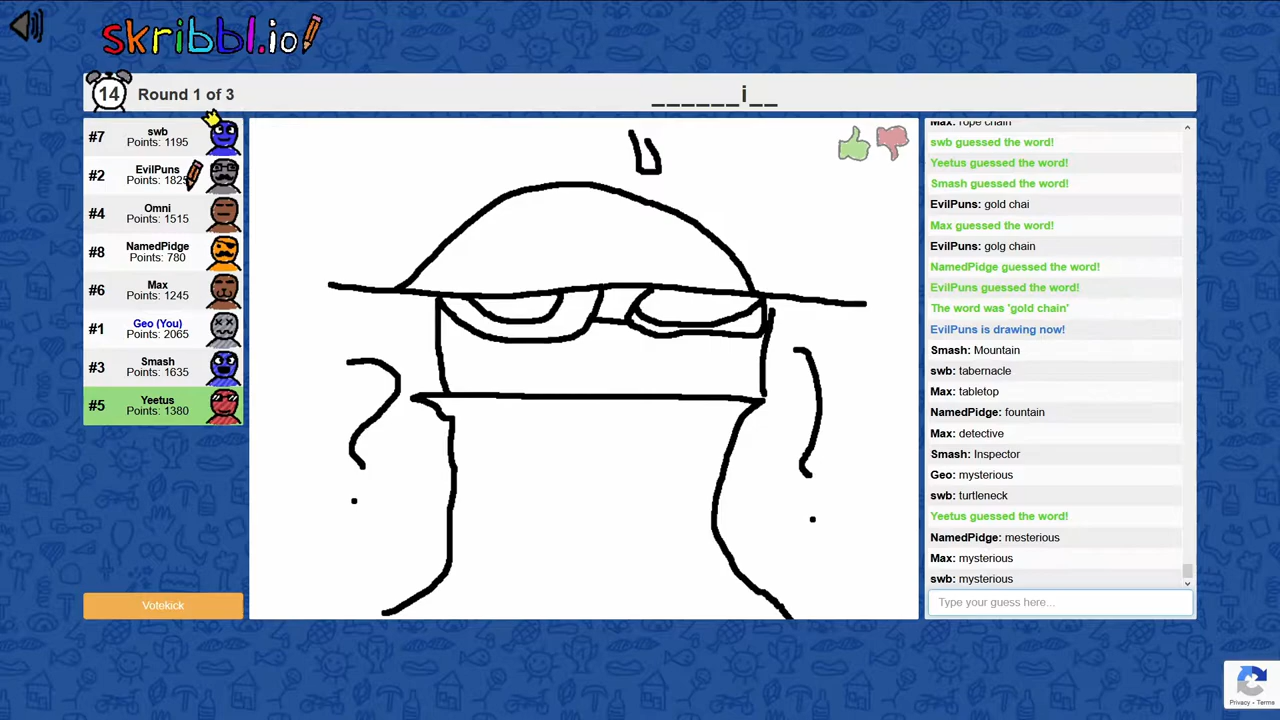 skribbl.io
14
Round 1 of 3
______i__
#7
swb
Points: 1195
#2
EvilPuns
Points: 1825
#4
Omni
Points: 1515
#8
NamedPidge
Points: 780
#6
Max
Points: 1245
#1
Geo (You)
Points: 2065
#3
Smash
Points: 1635
#5
Yeetus
Points: 1380
Votekick
Max: rope chain
swb guessed the word!
Yeetus guessed the word!
Smash guessed the word!
EvilPuns: gold chai
Max guessed the word!
EvilPuns: golg chain
NamedPidge guessed the word!
EvilPuns guessed the word!
The word was 'gold chain'
EvilPuns is drawing now!
Smash: Mountain
swb: tabernacle
Max: tabletop
NamedPidge: fountain
Max: detective
Smash: Inspector
Geo: mysterious
swb: turtleneck
Yeetus guessed the word!
NamedPidge: mesterious
Max: mysterious
swb: mysterious
Type your guess here...
Privacy - Terms